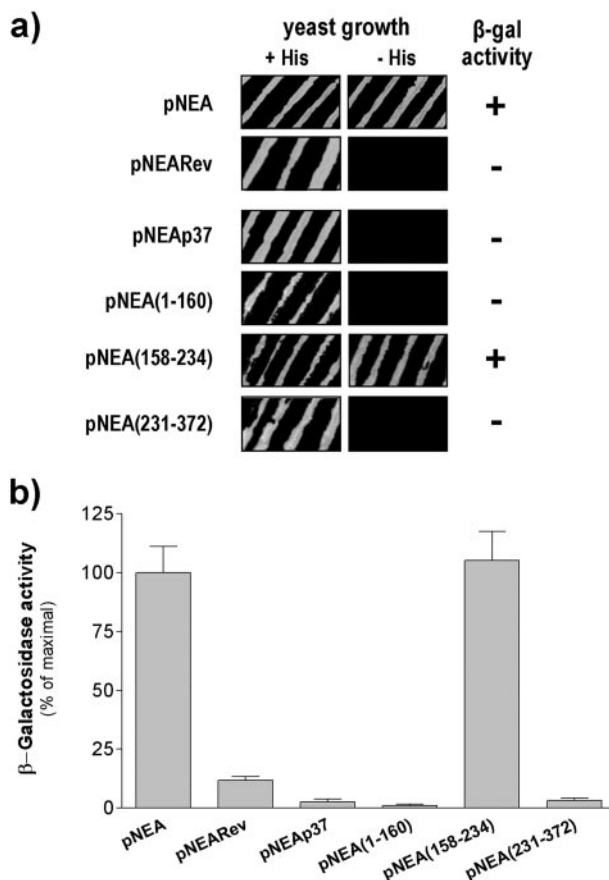 a)
yeast growth
β-gal activity
+ His
- His
pNEA
+
pNEARev
-
pNEAp37
-
pNEA(1-160)
-
pNEA(158-234)
+
pNEA(231-372)
-
b)
β–Galactosidase activity
(% of maximal)
125
100
75
50
25
0
pNEA
pNEARev
pNEAp37
pNEA(1-160)
pNEA(158-234)
pNEA(231-372)